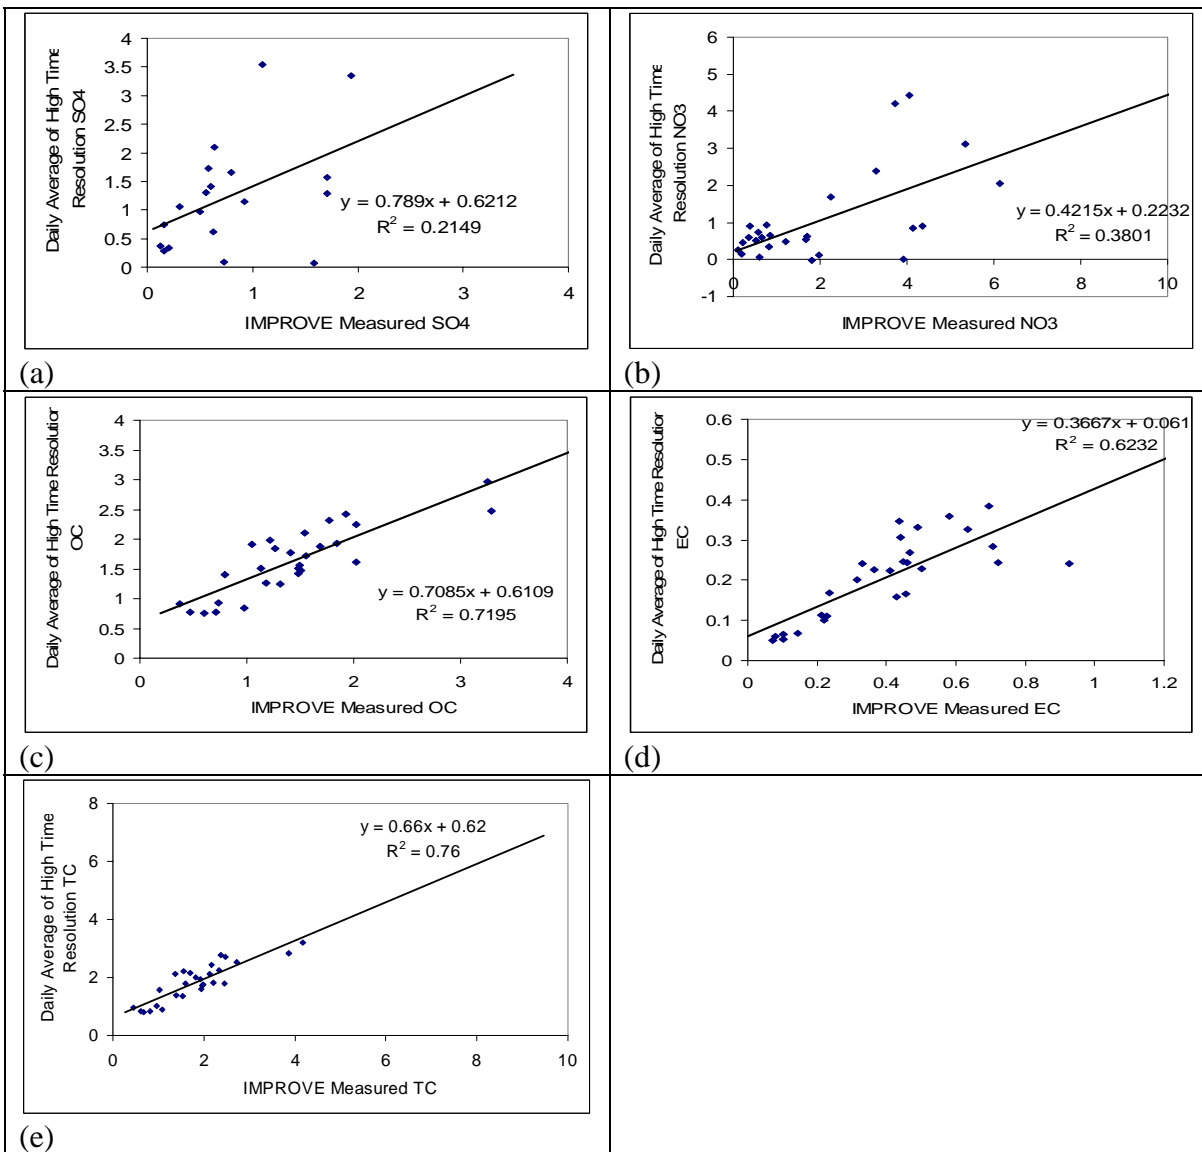 Daily Average of High Time
Resolution SO4
4
3.5
3
2.5
2
1.5
1
0.5
0
0
1
2
3
4
y = 0.789x + 0.6212
R² = 0.2149
IMPROVE Measured SO4
(a)
Daily Average of High Time
Resolution NO3
6
5
4
3
2
1
0
-1
0
2
4
6
8
10
y = 0.4215x + 0.2232
R² = 0.3801
IMPROVE Measured NO3
(b)
Daily Average of High Time Resolution
OC
4
3.5
3
2.5
2
1.5
1
0.5
0
0
1
2
3
4
y = 0.7085x + 0.6109
R² = 0.7195
IMPROVE Measured OC
(c)
Daily Average of High Time Resolution
EC
0.6
0.5
0.4
0.3
0.2
0.1
0
0
0.2
0.4
0.6
0.8
1
1.2
y = 0.3667x + 0.061
R² = 0.6232
IMPROVE Measured EC
(d)
Daily Average of High Time
Resolution TC
8
6
4
2
0
0
2
4
6
8
10
y = 0.66x + 0.62
R² = 0.76
IMPROVE Measured TC
(e)